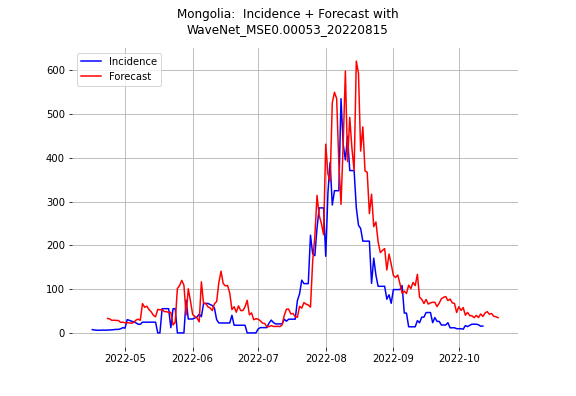 Mongolia:  Incidence + Forecast with
WaveNet_MSE0.00053_20220815
Incidence
Forecast
600
500
400
300
200
100
0
2022-05 2022-06 2022-07 2022-08 2022-09 2022-10